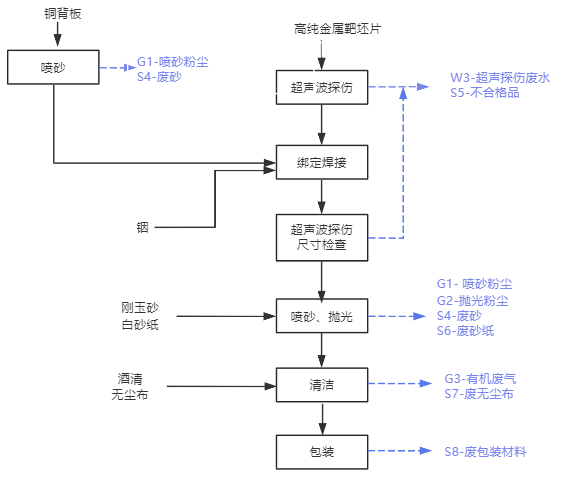 铜背板
高纯金属靶坯片
喷砂
G1-喷砂粉尘
S4-废砂
超声波探伤
W3-超声探伤废水
S5-不合格品
绑定焊接
铟
超声波探伤
尺寸检查
G1- 喷砂粉尘
G2-抛光粉尘
S4-废砂
S6-废砂纸
刚玉砂
白砂纸
喷砂、抛光
酒清
无尘布
清洁
G3-有机废气
S7-废无尘布
包装
S8-废包装材料